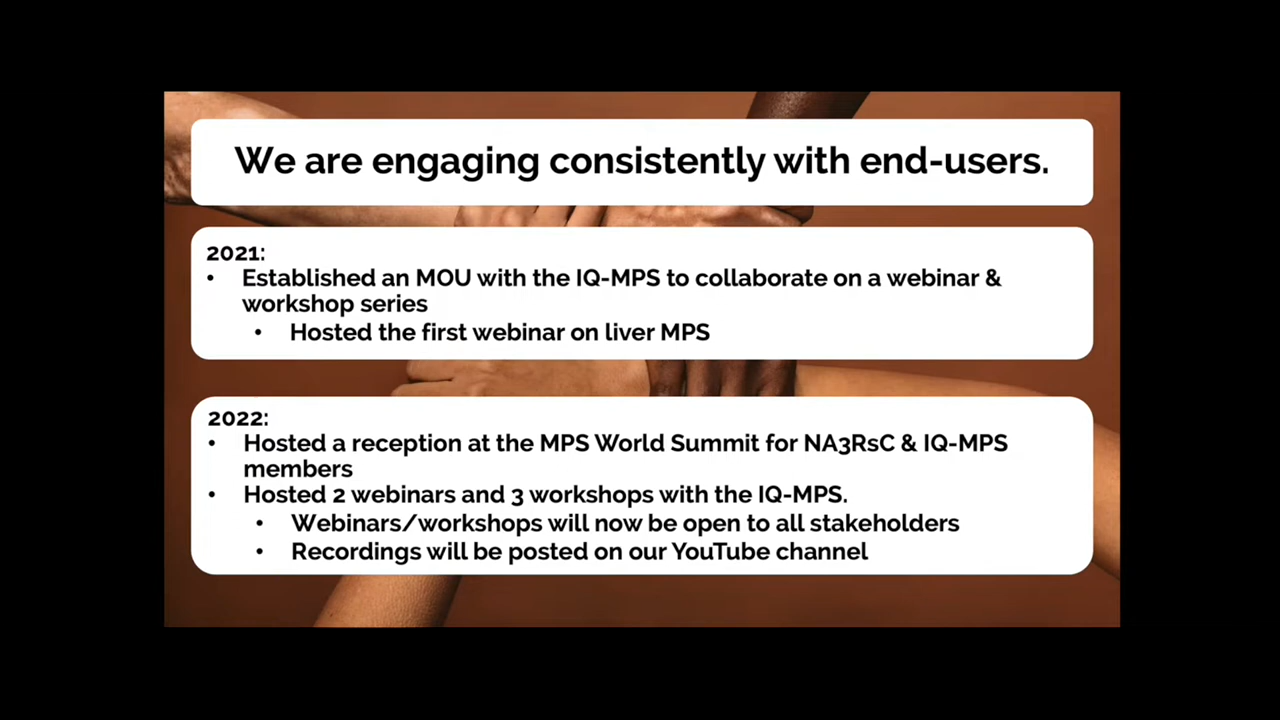 We are engaging consistently with end-users.
2021:
• Established an MOU with the IQ-MPS to collaborate on a webinar &
workshop series
• Hosted the first webinar on liver MPS
2022:
• Hosted a reception at the MPS World Summit for NA3RsC & IQ-MPS
members
• Hosted 2 webinars and 3 workshops with the IQ-MPS.
• Webinars/workshops will now be open to all stakeholders
• Recordings will be posted on our YouTube channel